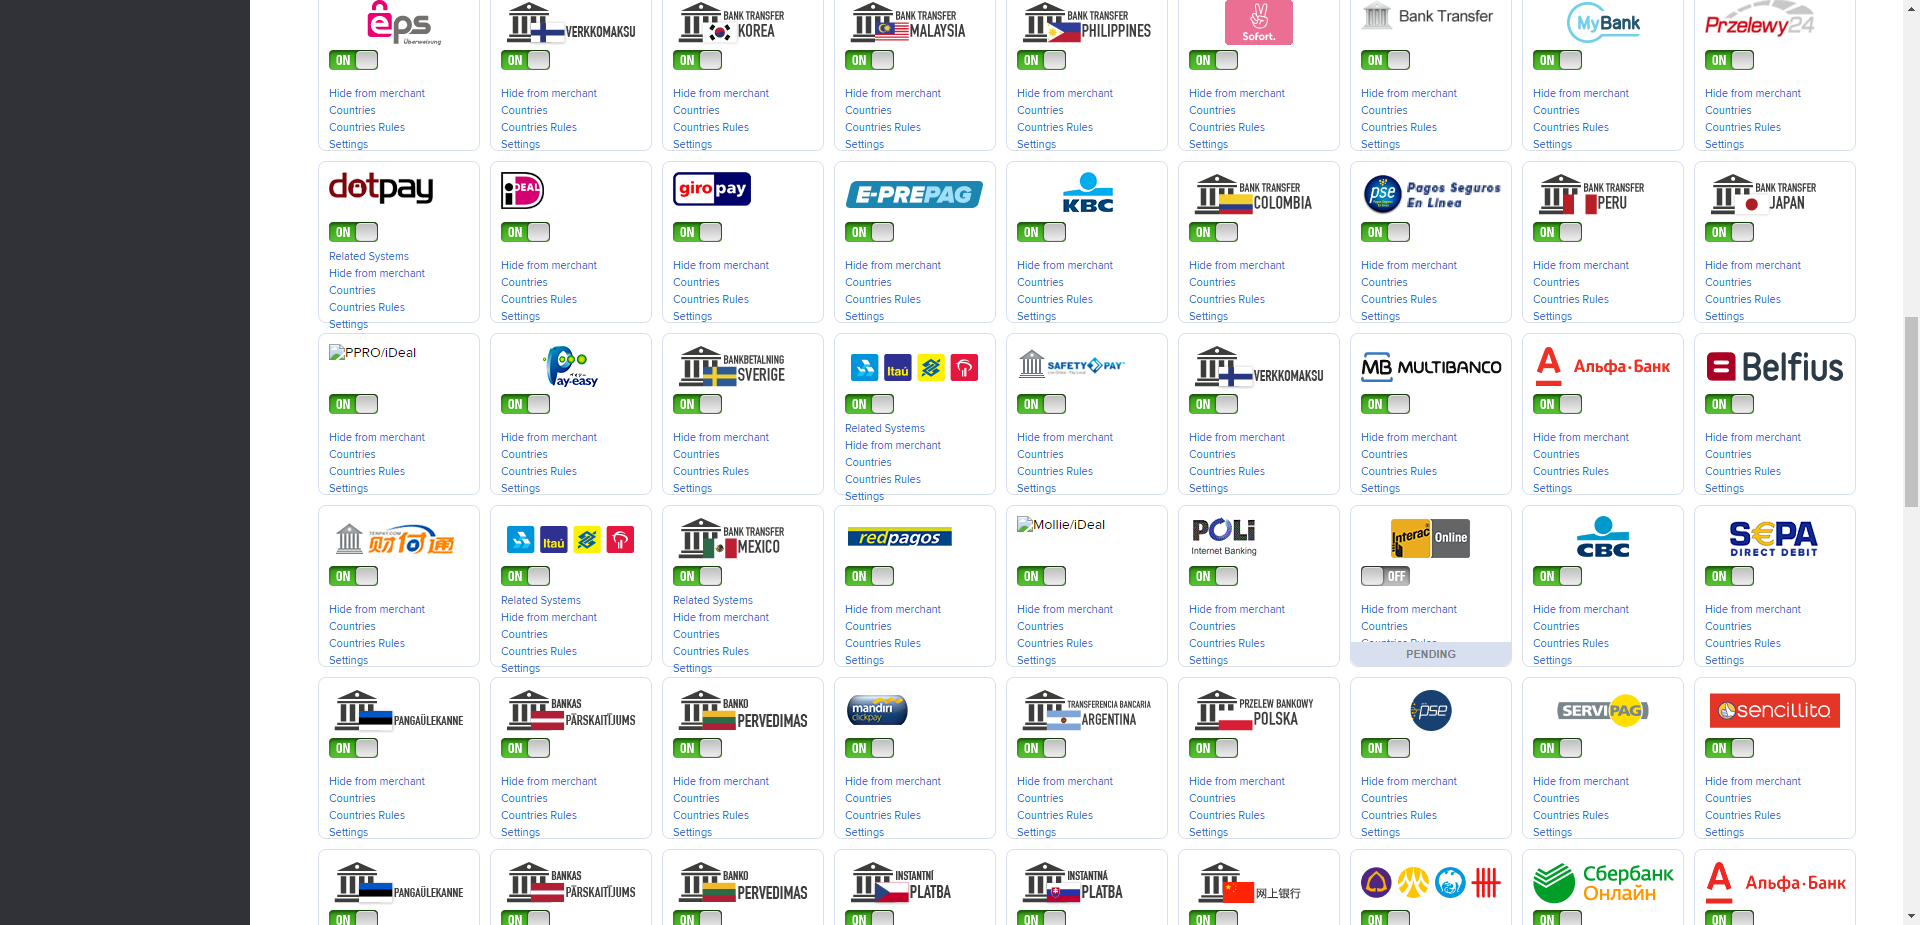 eps
Überweisung
ON
Hide from merchant
Countries
Countries Rules
Settings
VERKKOMAKSU
ON
Hide from merchant
Countries
Countries Rules
Settings
BANK TRANSFER
KOREA
ON
Hide from merchant
Countries
Countries Rules
Settings
BANK TRANSFER
MALAYSIA
ON
Hide from merchant
Countries
Countries Rules
Settings
BANK TRANSFER
PHILIPPINES
ON
Hide from merchant
Countries
Countries Rules
Settings
Sofort.
ON
Hide from merchant
Countries
Countries Rules
Settings
Bank Transfer
ON
Hide from merchant
Countries
Countries Rules
Settings
MyBank
ON
Hide from merchant
Countries
Countries Rules
Settings
Przelewy24
ON
Hide from merchant
Countries
Countries Rules
Settings
dotpay
ON
Related Systems
Hide from merchant
Countries
Countries Rules
Settings
iDEAL
ON
Hide from merchant
Countries
Countries Rules
Settings
giropay
ON
Hide from merchant
Countries
Countries Rules
Settings
E-PREPAG
ON
Hide from merchant
Countries
Countries Rules
Settings
KBC
ON
Hide from merchant
Countries
Countries Rules
Settings
BANK TRANSFER
COLOMBIA
ON
Hide from merchant
Countries
Countries Rules
Settings
pse
Pagos Seguros
En Línea
ON
Hide from merchant
Countries
Countries Rules
Settings
BANK TRANSFER
PERU
ON
Hide from merchant
Countries
Countries Rules
Settings
BANK TRANSFER
JAPAN
ON
Hide from merchant
Countries
Countries Rules
Settings
PPRO/iDeal
ON
Hide from merchant
Countries
Countries Rules
Settings
Pay-easy
ON
Hide from merchant
Countries
Countries Rules
Settings
BANKBETALNING
SVERIGE
ON
Hide from merchant
Countries
Countries Rules
Settings
Itaú
ON
Related Systems
Hide from merchant
Countries
Countries Rules
Settings
SAFETYPAY
ON
Hide from merchant
Countries
Countries Rules
Settings
VERKKOMAKSU
ON
Hide from merchant
Countries
Countries Rules
Settings
MB MULTIBANCO
ON
Hide from merchant
Countries
Countries Rules
Settings
А Альфа·Банк
ON
Hide from merchant
Countries
Countries Rules
Settings
Belfius
ON
Hide from merchant
Countries
Countries Rules
Settings
TENPAY.COM
财付通
ON
Hide from merchant
Countries
Countries Rules
Settings
Itaú
ON
Related Systems
Hide from merchant
Countries
Countries Rules
Settings
BANK TRANSFER
MEXICO
ON
Related Systems
Hide from merchant
Countries
Countries Rules
Settings
redpagos
ON
Hide from merchant
Countries
Countries Rules
Settings
Mollie/iDeal
ON
Hide from merchant
Countries
Countries Rules
Settings
POLi
Internet Banking
ON
Hide from merchant
Countries
Countries Rules
Settings
Interac Online
OFF
Hide from merchant
Countries
Countries Rules
PENDING
CBC
ON
Hide from merchant
Countries
Countries Rules
Settings
S€PA
DIRECT DEBIT
ON
Hide from merchant
Countries
Countries Rules
Settings
PANGAÜLEKANNE
ON
Hide from merchant
Countries
Countries Rules
Settings
BANKAS
PĀRSKAITĪJUMS
ON
Hide from merchant
Countries
Countries Rules
Settings
BANKO
PERVEDIMAS
ON
Hide from merchant
Countries
Countries Rules
Settings
mandiri
clickpay
ON
Hide from merchant
Countries
Countries Rules
Settings
TRANSFERENCIA BANCARIA
ARGENTINA
ON
Hide from merchant
Countries
Countries Rules
Settings
PRZELEW BANKOWY
POLSKA
ON
Hide from merchant
Countries
Countries Rules
Settings
pse
ON
Hide from merchant
Countries
Countries Rules
Settings
SERVIPAG
ON
Hide from merchant
Countries
Countries Rules
Settings
sencillito
ON
Hide from merchant
Countries
Countries Rules
Settings
PANGAÜLEKANNE
ON
BANKAS
PĀRSKAITĪJUMS
ON
BANKO
PERVEDIMAS
ON
INSTANTNÍ
PLATBA
ON
INSTANTNÁ
PLATBA
ON
网上银行
ON
ON
Сбербанк
Онлайн
ON
А Альфа·Банк
ON